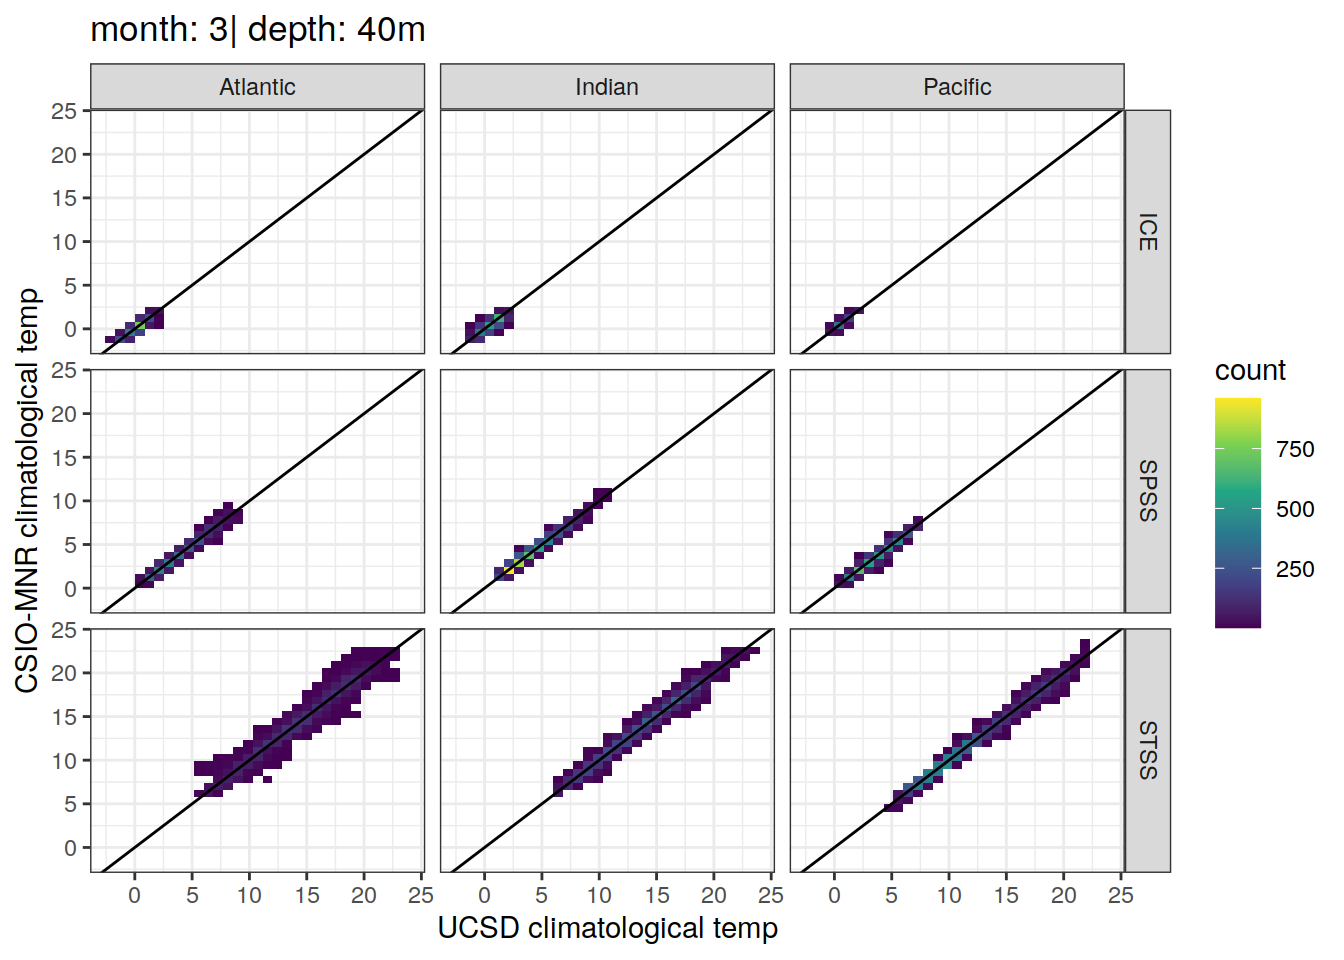 month: 3| depth: 40m
Atlantic Indian Pacific
25
20
15
10
5
0
ICE
25
20
15
10
5
0
SPSS
25
20
15
10
5
0
STSS
0 5 10 15 20 25 0 5 10 15 20 25 0 5 10 15 20 25
UCSD climatological temp
CSIO-MNR climatological temp
count
750
500
250